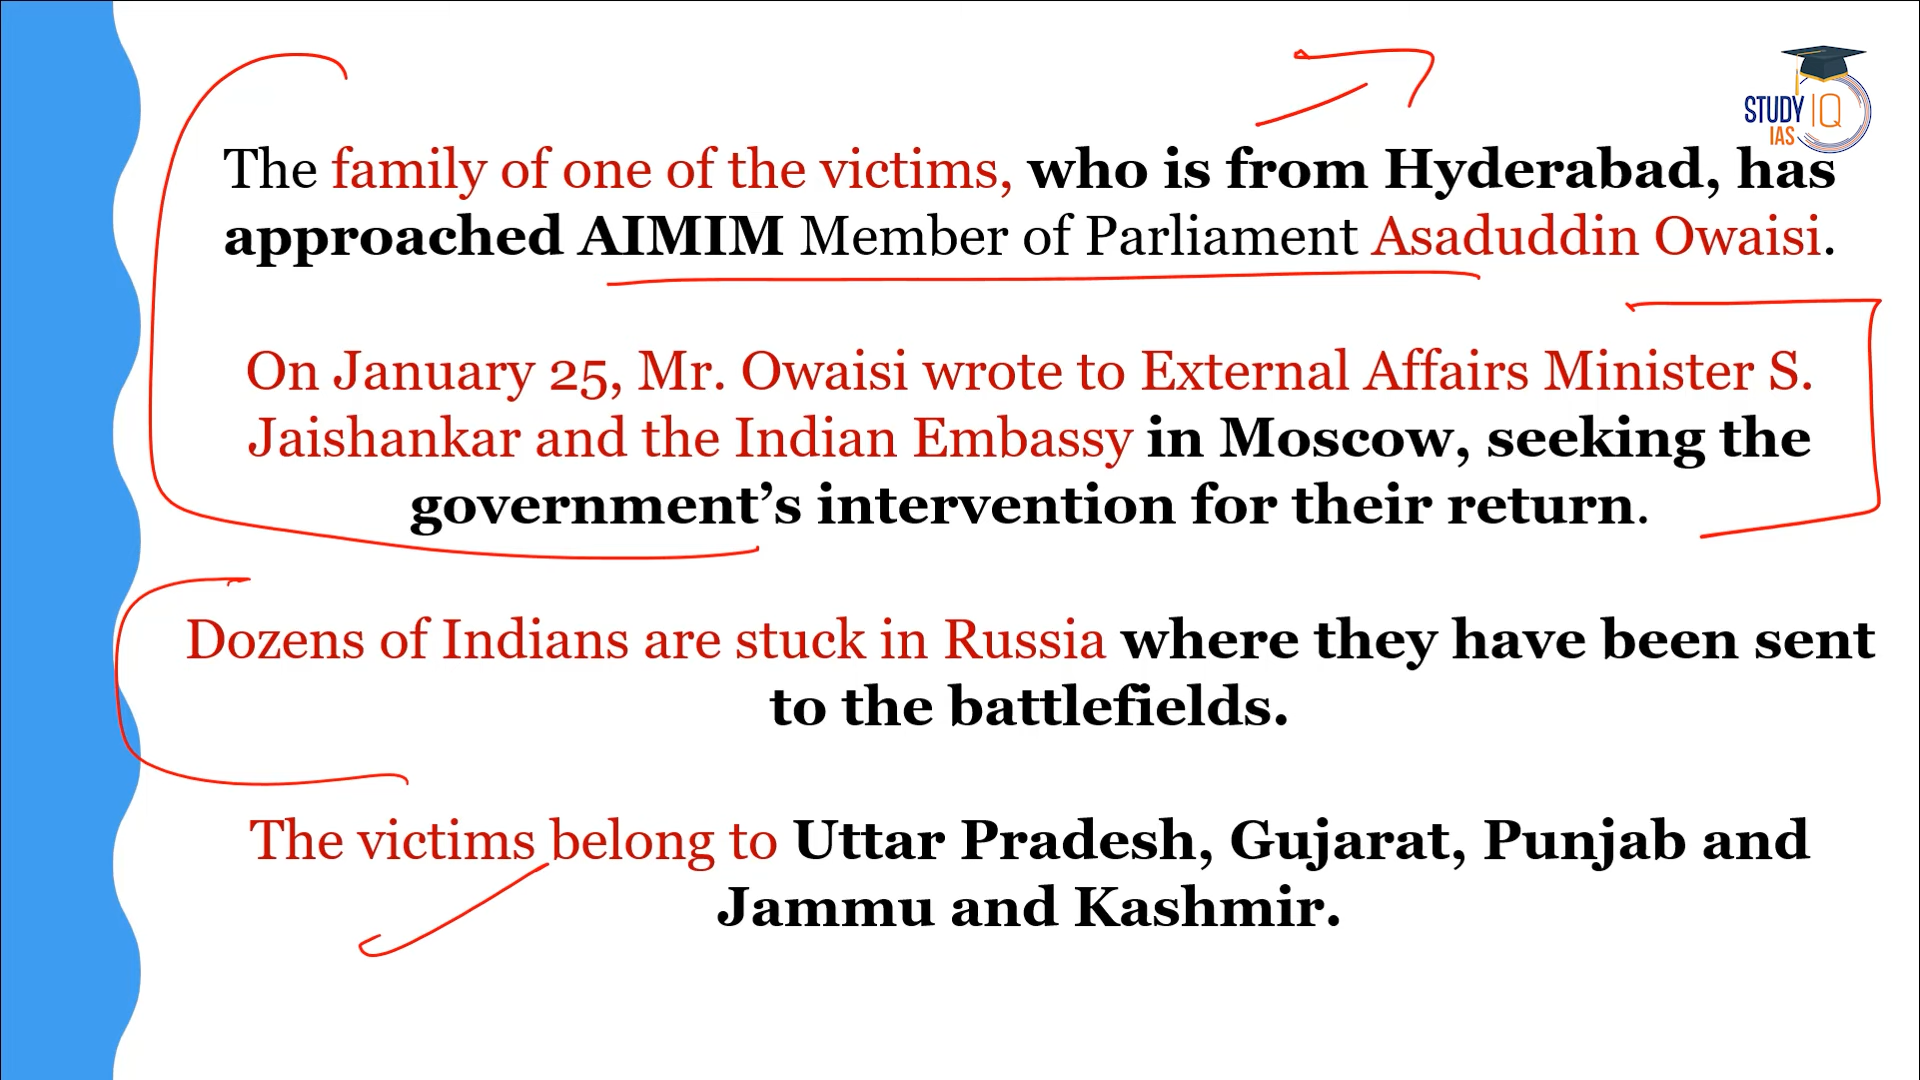 STUDY IQ
IAS
The family of one of the victims, who is from Hyderabad, has
approached AIMIM Member of Parliament Asaduddin Owaisi.
On January 25, Mr. Owaisi wrote to External Affairs Minister S.
Jaishankar and the Indian Embassy in Moscow, seeking the
government’s intervention for their return.
Dozens of Indians are stuck in Russia where they have been sent
to the battlefields.
The victims belong to Uttar Pradesh, Gujarat, Punjab and
Jammu and Kashmir.